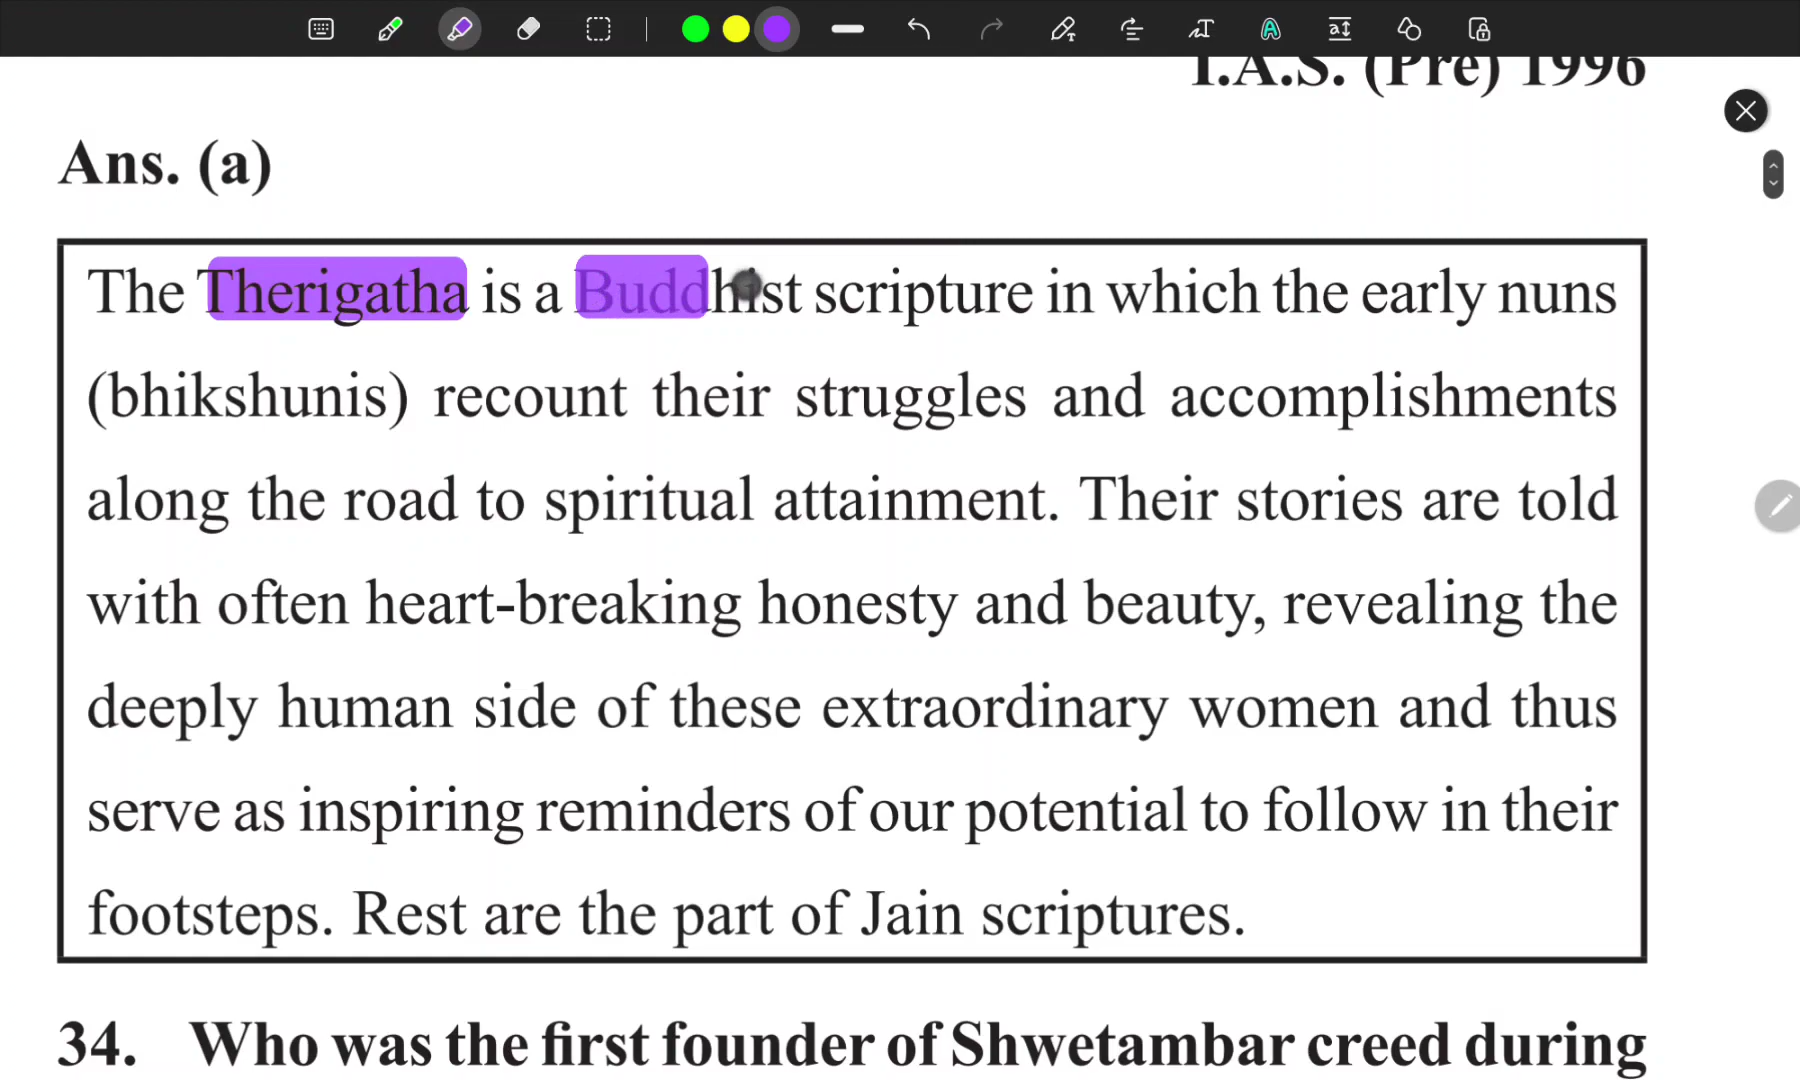 I.A.S. (Pre) 1996
Ans. (a)
The Therigatha is a Buddhist scripture in which the early nuns
(bhikshunis) recount their struggles and accomplishments
along the road to spiritual attainment. Their stories are told
with often heart-breaking honesty and beauty, revealing the
deeply human side of these extraordinary women and thus
serve as inspiring reminders of our potential to follow in their
footsteps. Rest are the part of Jain scriptures.
34. Who was the first founder of Shwetambar creed during